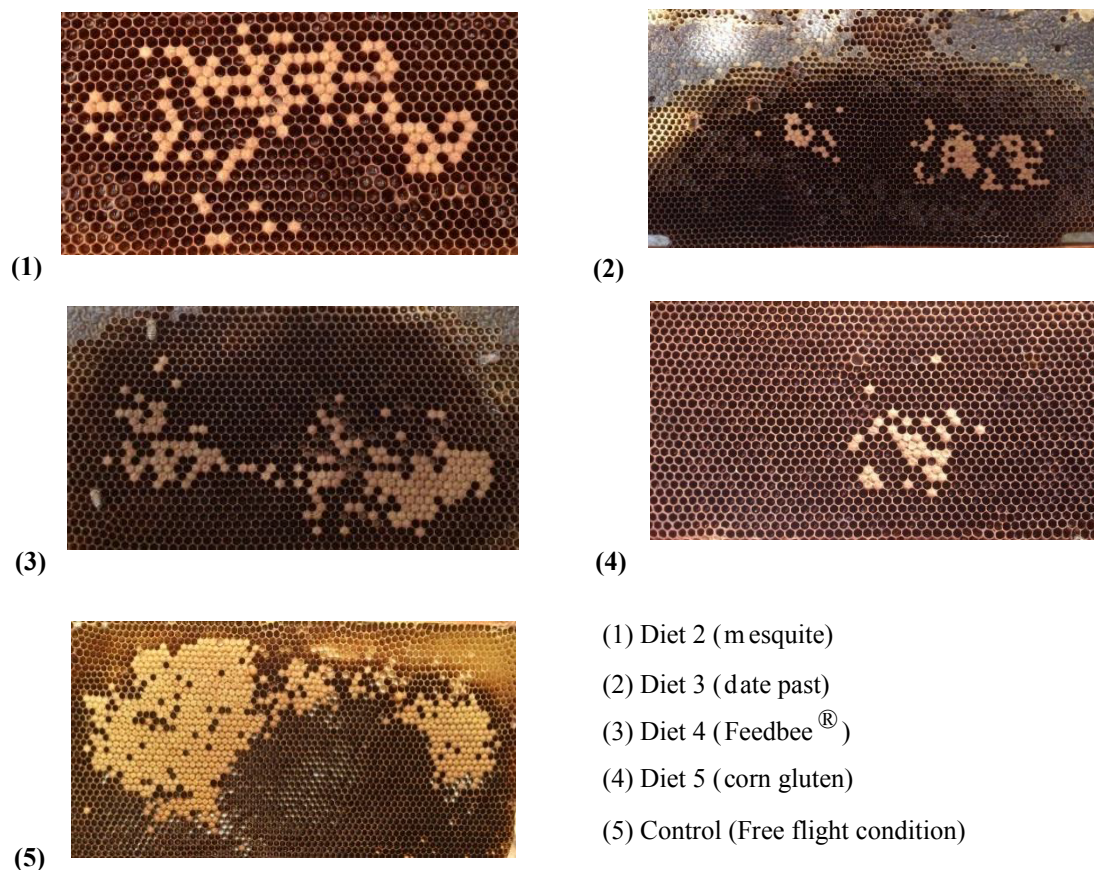 (1)
(2)
(3)
(4)
(5)
(1) Diet 2 (mesquite)
(2) Diet 3 (date past)
(3) Diet 4 (Feedbee®)
(4) Diet 5 (corn gluten)
(5) Control (Free flight condition)